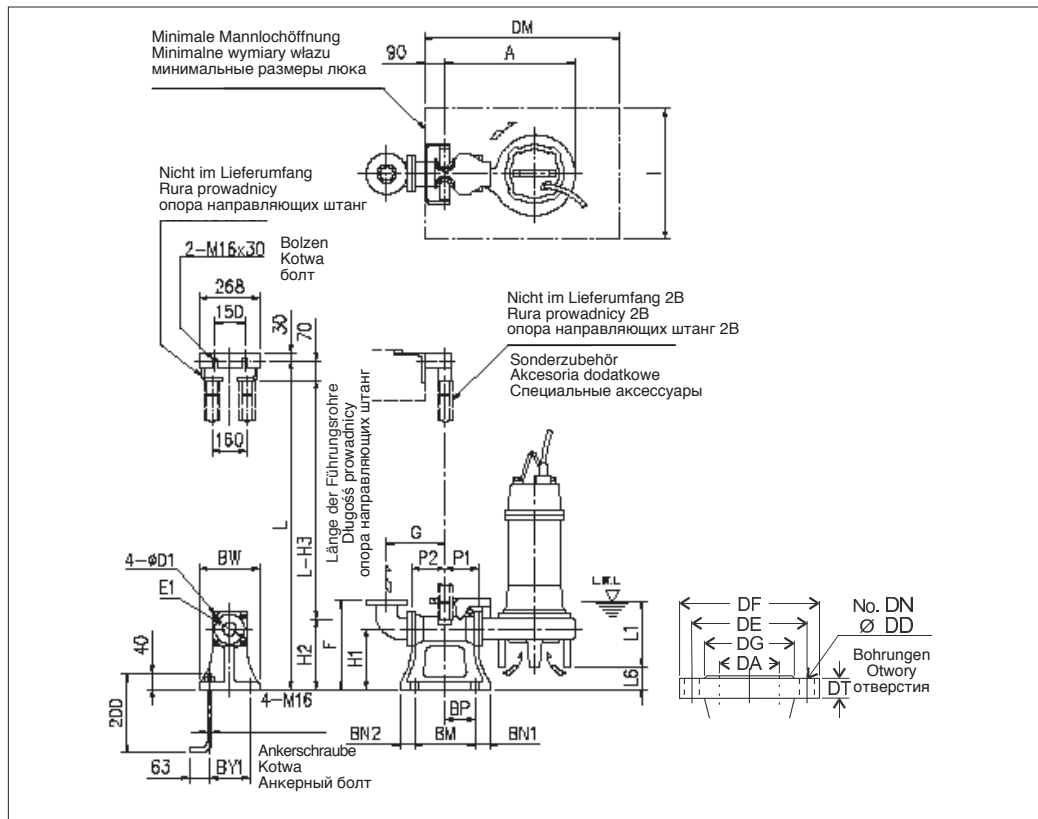 DM
Minimale Mannlochöffnung
Minimalne wymiary włazu
минимальные размеры люка
90
A
I
Nicht im Lieferumfang
Rura prowadnicy
опора направляющих штанг
2-M16x30
Bolzen
Kotwa
болт
268
150
30
70
160
Nicht im Lieferumfang 2B
Rura prowadnicy 2B
опора направляющих штанг 2B
Sonderzubehör
Akcesoria dodatkowe
Специальные аксессуары
Länge der Führungsrohre
Długość prowadnicy
опора направляющих штанг
L
L-H3
G
P2
P1
4-ØD1
BW
E1
40
H2
F
H1
L.W.L
L1
L6
4-M16
200
BP
BN2
BM
BN1
63
BY1
Ankerschraube
Kotwa
Анкерный болт
DF
DE
DG
DA
No. DN
Ø DD
Bohrungen
Otwory
отверстия
DT